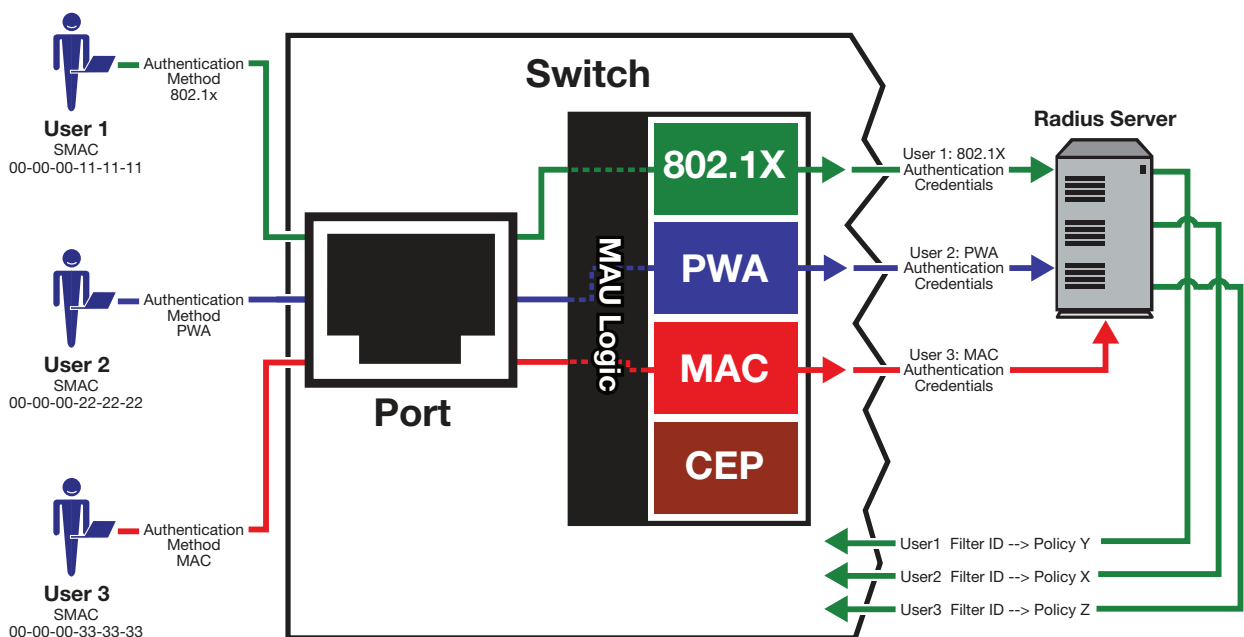 Switch
Radius Server
Authentication
Method
802.1x
User 1
SMAC
00-00-00-11-11-11
Authentication
Method
PWA
User 2
SMAC
00-00-00-22-22-22
Authentication
Method
MAC
User 3
SMAC
00-00-00-33-33-33
Port
MAU Logic
802.1X
PWA
MAC
CEP
User 1: 802.1X
Authentication
Credentials
User 2: PWA
Authentication
Credentials
User 3: MAC
Authentication
Credentials
User1 Filter ID --> Policy Y
User2 Filter ID --> Policy X
User3 Filter ID --> Policy Z